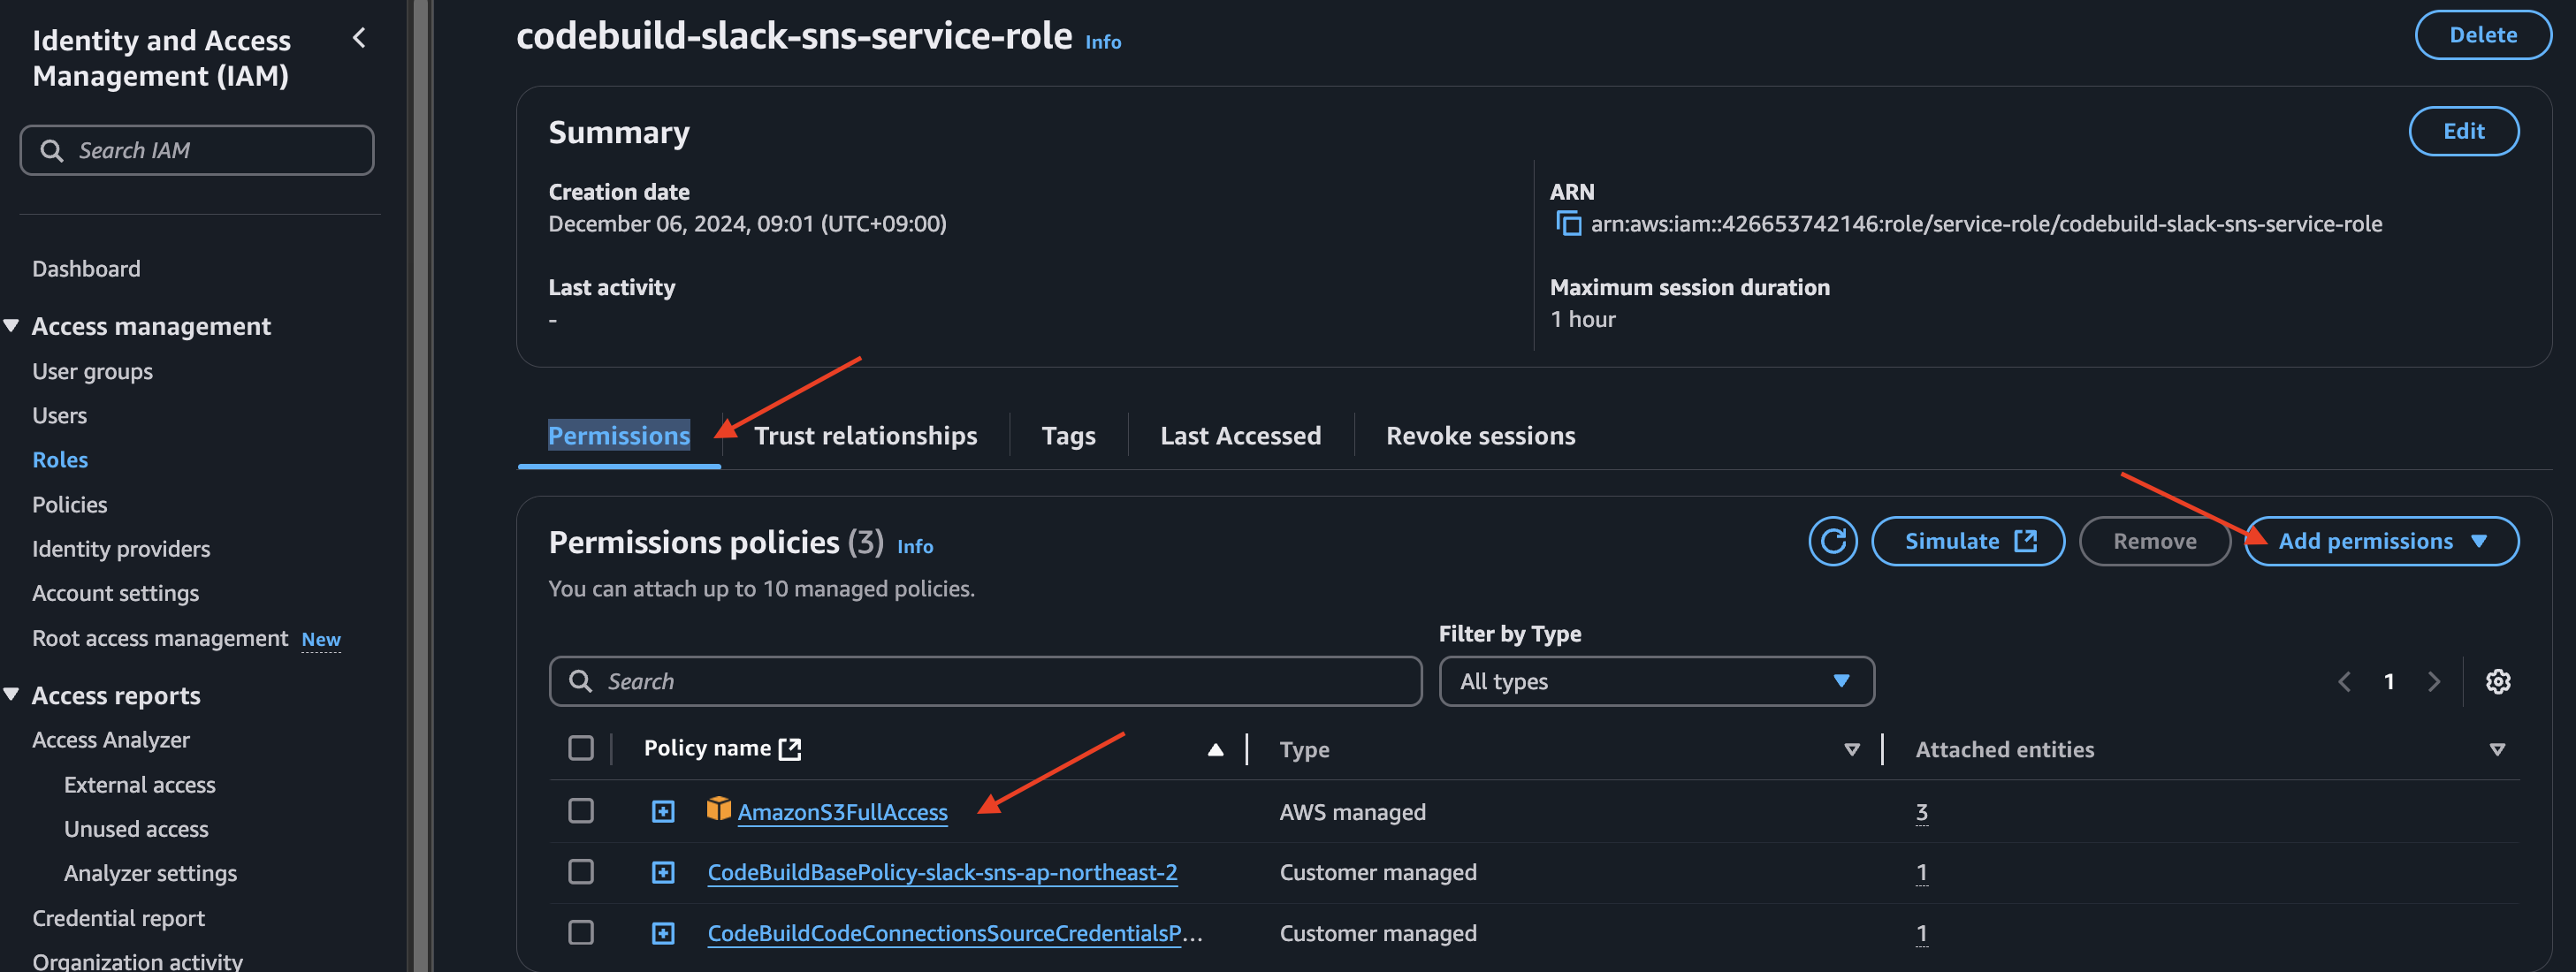 Identity and Access
Management (IAM)
Search IAM
Dashboard
Access management
User groups
Users
Roles
Policies
Identity providers
Account settings
Root access management New
Access reports
Access Analyzer
External access
Unused access
Analyzer settings
Credential report
Organization activity
codebuild-slack-sns-service-role Info
Delete
Summary
Edit
Creation date
December 06, 2024, 09:01 (UTC+09:00)
ARN
arn:aws:iam::426653742146:role/service-role/codebuild-slack-sns-service-role
Last activity
-
Maximum session duration
1 hour
Permissions Trust relationships Tags Last Accessed Revoke sessions
Permissions policies (3) Info
Simulate Remove Add permissions
You can attach up to 10 managed policies.
Filter by Type
Search All types 1
Policy name Type Attached entities
AmazonS3FullAccess AWS managed 3
CodeBuildBasePolicy-slack-sns-ap-northeast-2 Customer managed 1
CodeBuildCodeConnectionsSourceCredentialsP... Customer managed 1